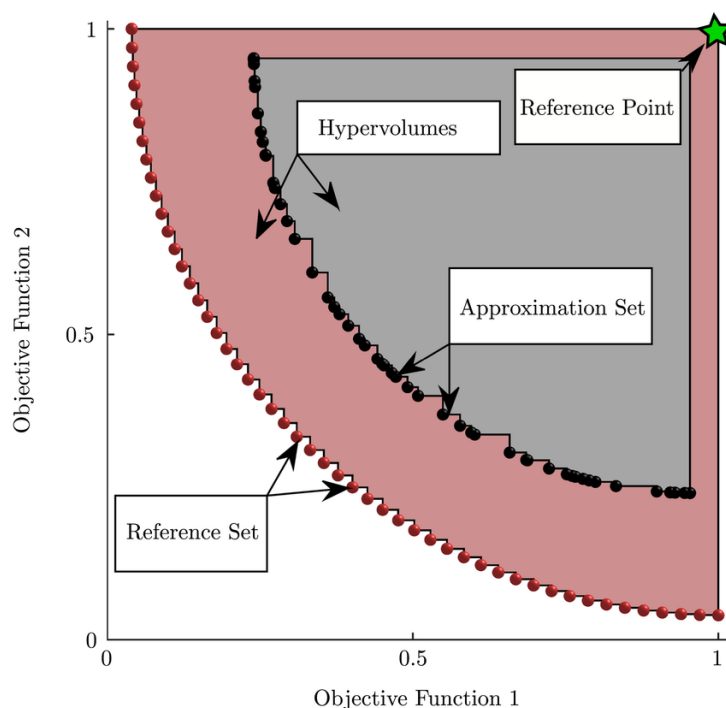 1
Reference Point
Hypervolumes
Objective Function 2
Approximation Set
0.5
Reference Set
0
0
0.5
1
Objective Function 1